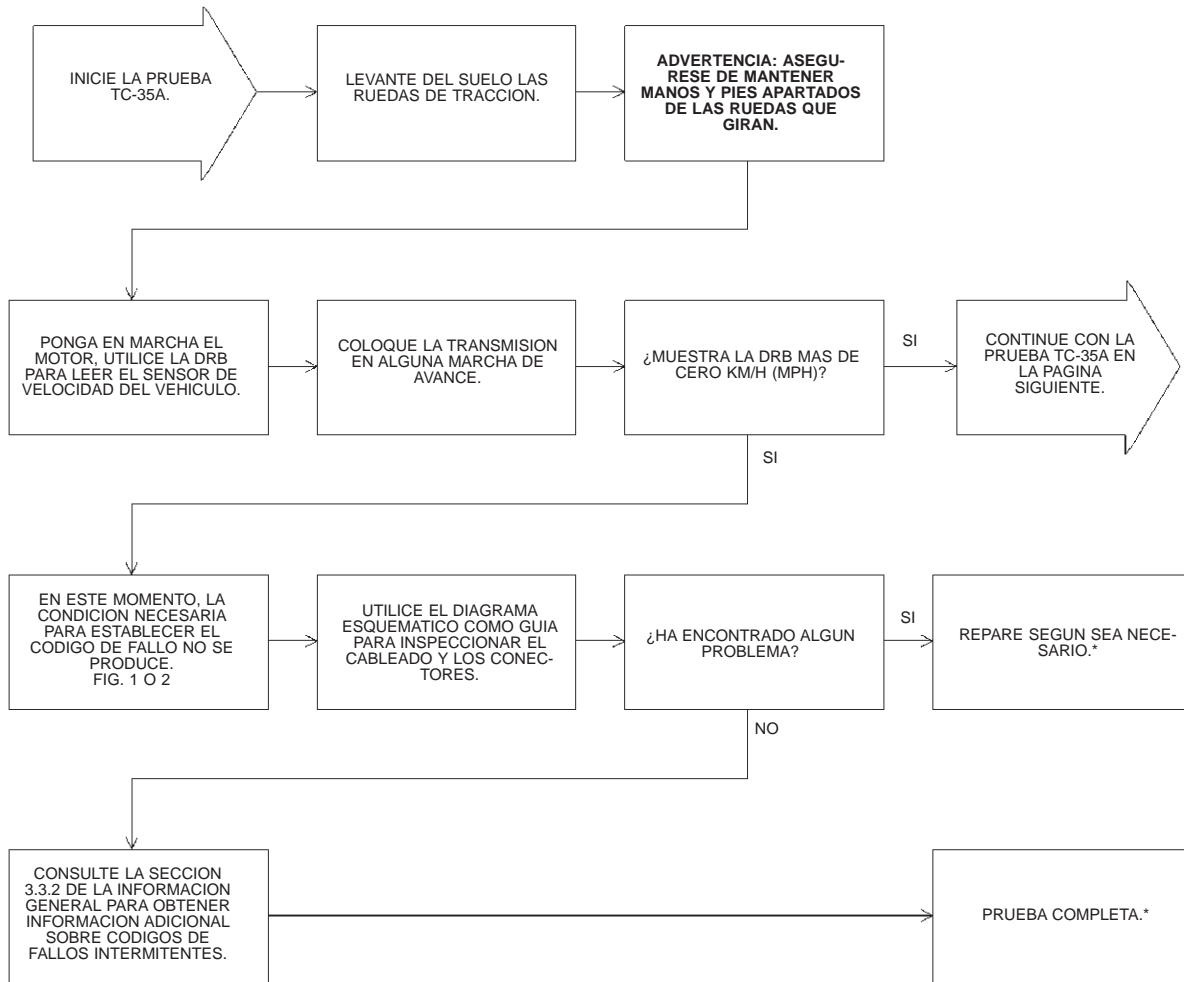 INICIE LA PRUEBA
TC-35A.
LEVANTE DEL SUELO LAS
RUEDAS DE TRACCION.
ADVERTENCIA: ASEGU-
RESE DE MANTENER
MANOS Y PIES APARTADOS
DE LAS RUEDAS QUE
GIRAN.
PONGA EN MARCHA EL
MOTOR, UTILICE LA DRB
PARA LEER EL SENSOR DE
VELOCIDAD DEL VEHICULO.
COLOQUE LA TRANSMISION
EN ALGUNA MARCHA DE
AVANCE.
¿MUESTRA LA DRB MAS DE
CERO KM/H (MPH)?
SI
CONTINUE CON LA
PRUEBA TC-35A EN
LA PAGINA
SIGUIENTE.
SI
EN ESTE MOMENTO, LA
CONDICION NECESARIA
PARA ESTABLECER EL
CODIGO DE FALLO NO SE
PRODUCE.
FIG. 1 O 2
UTILICE EL DIAGRAMA
ESQUEMATICO COMO GUIA
PARA INSPECCIONAR EL
CABLEADO Y LOS CONEC-
TORES.
¿HA ENCONTRADO ALGUN
PROBLEMA?
SI
REPARE SEGUN SEA NECE-
SARIO.*
NO
CONSULTE LA SECCION
3.3.2 DE LA INFORMACION
GENERAL PARA OBTENER
INFORMACION ADICIONAL
SOBRE CODIGOS DE
FALLOS INTERMITENTES.
PRUEBA COMPLETA.*